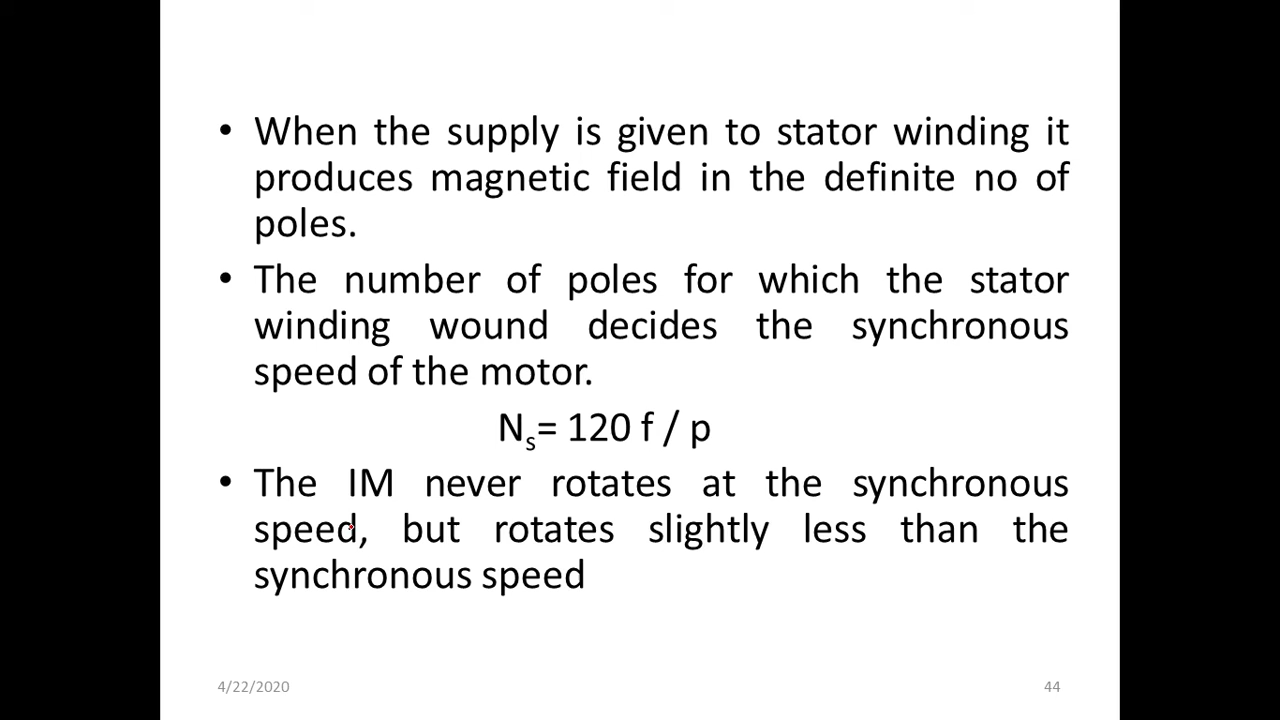 • When the supply is given to stator winding it
produces magnetic field in the definite no of
poles.
• The number of poles for which the stator
winding wound decides the synchronous
speed of the motor.
Ns= 120 f / p
• The IM never rotates at the synchronous
speed, but rotates slightly less than the
synchronous speed
4/22/2020
44